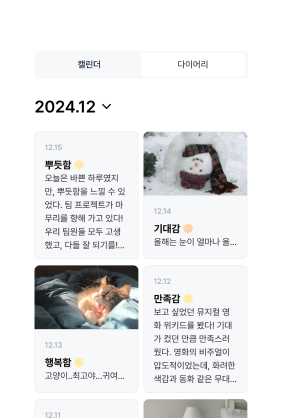 캘린더
다이어리
2024.12
12.15
뿌듯함
오늘은 바쁜 하루였지
만, 뿌듯함을 느낄 수 있
었다. 팀 프로젝트가 마
무리를 향해 가고 있다!
우리 팀원들 모두 고생
했고, 다들 잘 되기를!...
12.14
기대감
올해는 눈이 얼마나 올...
12.13
행복함
고양이..최고야...귀여...
12.12
만족감
보고 싶었던 뮤지컬 영
화 위키드를 봤다! 기대
가 컸던 만큼 만족스러
웠다. 영화의 비주얼이
압도적이었는데, 화려한
색감과 동화 같은 무대...
12.11